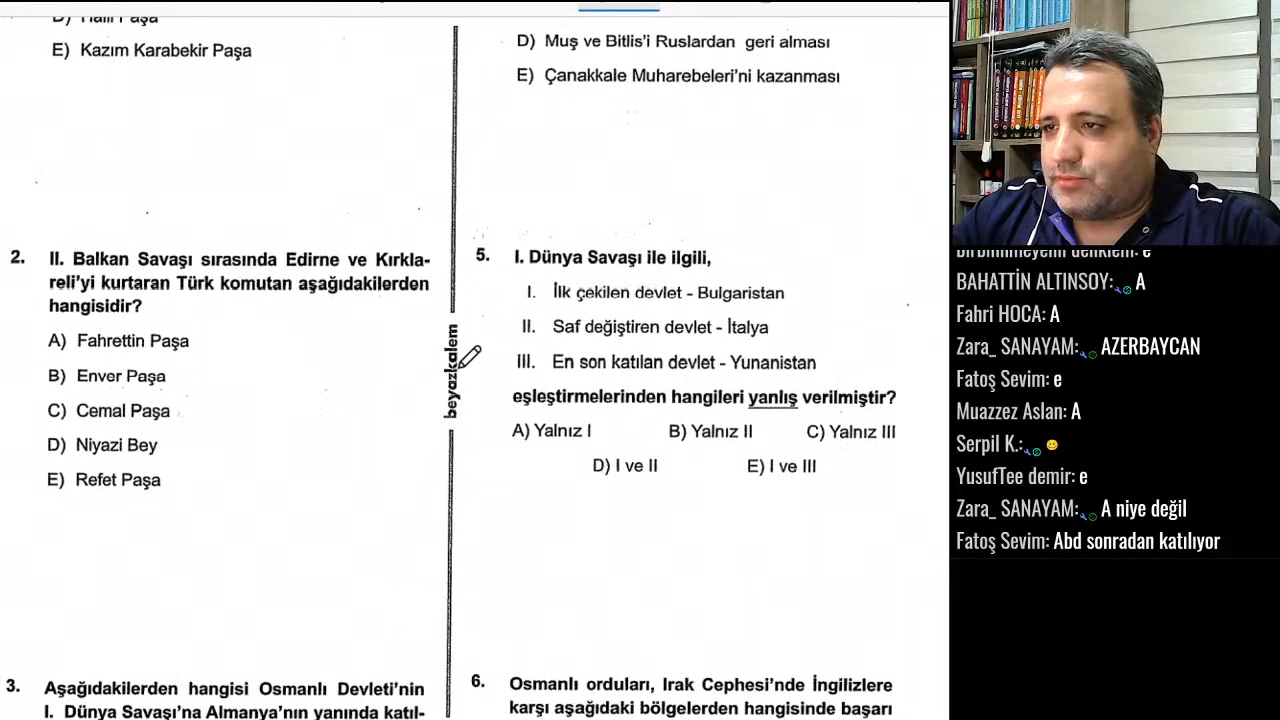 D) Halil Paşa
E) Kazım Karabekir Paşa
2. II. Balkan Savaşı sırasında Edirne ve Kırkla-
reli'yi kurtaran Türk komutan aşağıdakilerden
hangisidir?
A) Fahrettin Paşa
B) Enver Paşa
C) Cemal Paşa
D) Niyazi Bey
E) Refet Paşa
3. Aşağıdakilerden hangisi Osmanlı Devleti'nin
I. Dünya Savaşı'na Almanya'nın yanında katıl-
beyazkalem
D) Muş ve Bitlis'i Ruslardan geri alması
E) Çanakkale Muharebeleri'ni kazanması
5. I. Dünya Savaşı ile ilgili,
I. İlk çekilen devlet - Bulgaristan
II. Saf değiştiren devlet - İtalya
III. En son katılan devlet - Yunanistan
eşleştirmelerinden hangileri yanlış verilmiştir?
A) Yalnız I B) Yalnız II C) Yalnız III
D) I ve II E) I ve III
6. Osmanlı orduları, Irak Cephesi'nde İngilizlere
karşı aşağıdaki bölgelerden hangisinde başarı
BAHATTİN ALTINSOY: A
Fahri HOCA: A
Zara_ SANAYAM: AZERBAYCAN
Fatoş Sevim: e
Muazzez Aslan: A
Serpil K.:
YusufTee demir: e
Zara_ SANAYAM: A niye değil
Fatoş Sevim: Abd sonradan katılıyor